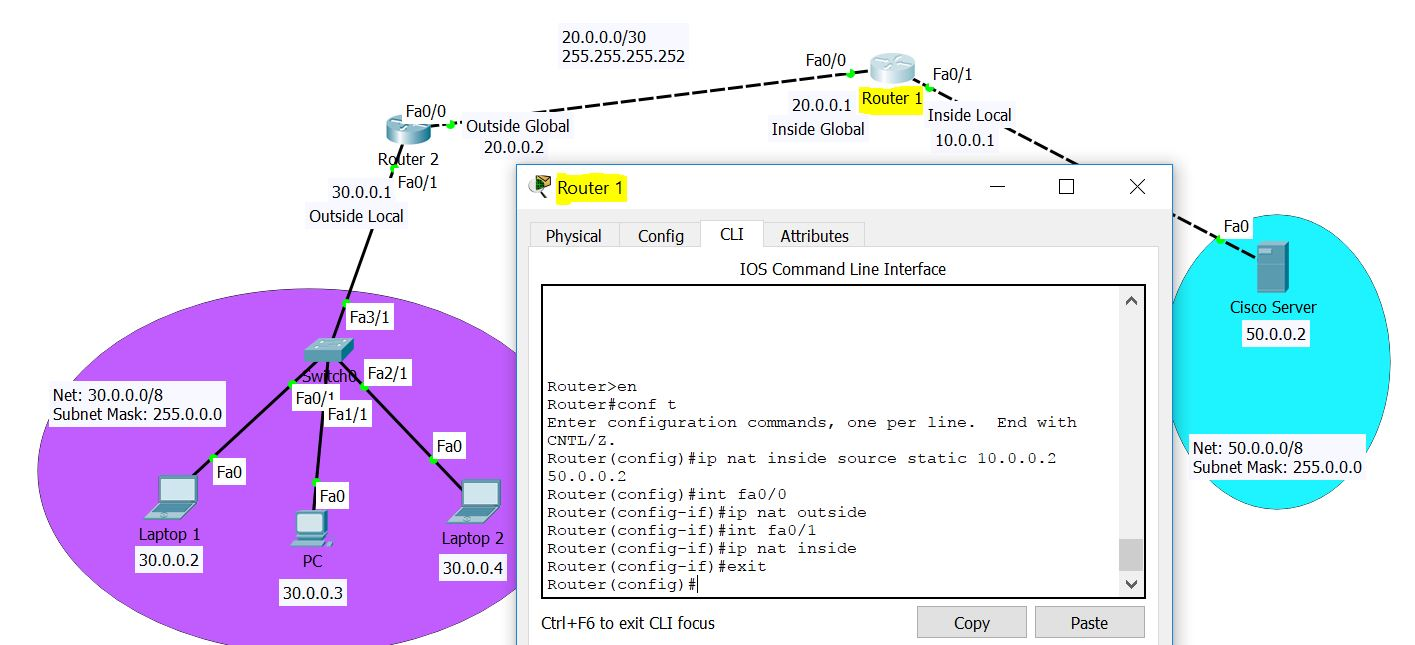 20.0.0.0/30
255.255.255.252
Fa0/0
Fa0/1
20.0.0.1
Router 1
Inside Global
Inside Local
10.0.0.1
Fa0/0
Outside Global
20.0.0.2
Router 2
Fa0/1
30.0.0.1
Outside Local
Router 1
Physical
Config
CLI
Attributes
IOS Command Line Interface
Router>en
Router#conf t
Enter configuration commands, one per line.  End with
CNTL/Z.
Router(config)#ip nat inside source static 10.0.0.2
50.0.0.2
Router(config)#int fa0/0
Router(config-if)#ip nat outside
Router(config-if)#int fa0/1
Router(config-if)#ip nat inside
Router(config-if)#exit
Router(config)#
Ctrl+F6 to exit CLI focus
Copy
Paste
Fa0
Cisco Server
50.0.0.2
Net: 50.0.0.0/8
Subnet Mask: 255.0.0.0
Fa3/1
Switch0
Fa2/1
Fa0/1
Fa1/1
Net: 30.0.0.0/8
Subnet Mask: 255.0.0.0
Fa0
Fa0
Fa0
Laptop 1
30.0.0.2
PC
30.0.0.3
Laptop 2
30.0.0.4